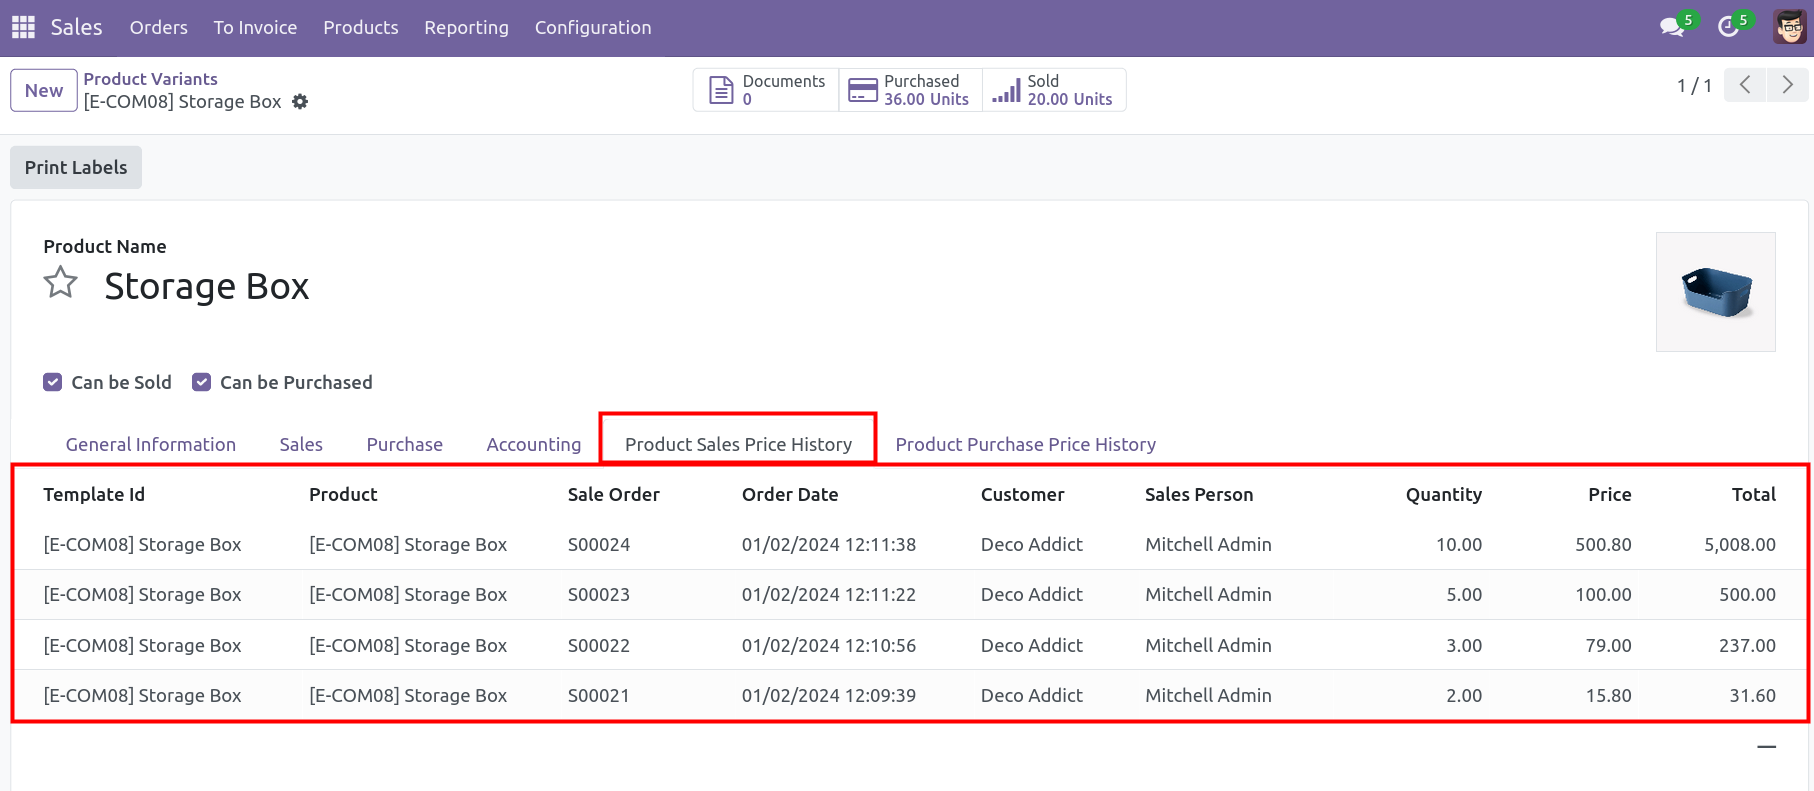 Sales Orders To Invoice Products Reporting Configuration 5 5
New Product Variants
[E-COM08] Storage Box
Documents 0
Purchased 36.00 Units
Sold 20.00 Units
1 / 1
Print Labels
Product Name
Storage Box
Can be Sold Can be Purchased
General Information Sales Purchase Accounting Product Sales Price History Product Purchase Price History
Template Id Product Sale Order Order Date Customer Sales Person Quantity Price Total
[E-COM08] Storage Box [E-COM08] Storage Box S00024 01/02/2024 12:11:38 Deco Addict Mitchell Admin 10.00 500.80 5,008.00
[E-COM08] Storage Box [E-COM08] Storage Box S00023 01/02/2024 12:11:22 Deco Addict Mitchell Admin 5.00 100.00 500.00
[E-COM08] Storage Box [E-COM08] Storage Box S00022 01/02/2024 12:10:56 Deco Addict Mitchell Admin 3.00 79.00 237.00
[E-COM08] Storage Box [E-COM08] Storage Box S00021 01/02/2024 12:09:39 Deco Addict Mitchell Admin 2.00 15.80 31.60
—